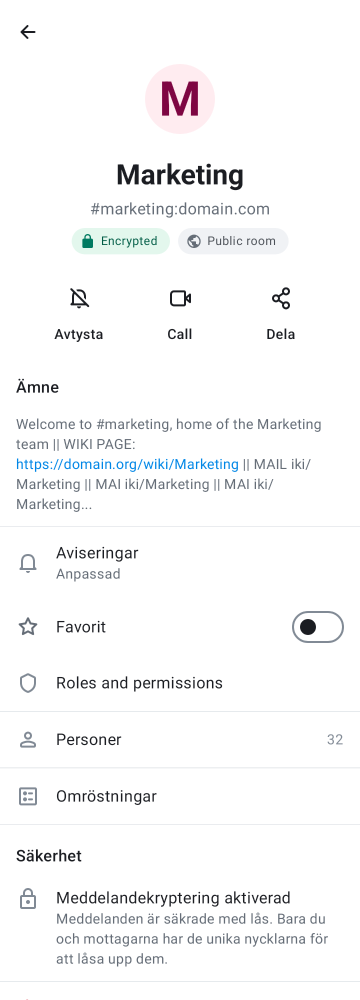 M
Marketing
#marketing:domain.com
Encrypted
Public room
Avtysta
Call
Dela
Ämne
Welcome to #marketing, home of the Marketing
team || WIKI PAGE:
https://domain.org/wiki/Marketing || MAIL iki/
Marketing || MAI iki/Marketing || MAI iki/
Marketing...
Aviseringar
Anpassad
Favorit
Roles and permissions
Personer
32
Omröstningar
Säkerhet
Meddelandekryptering aktiverad
Meddelanden är säkrade med lås. Bara du
och mottagarna har de unika nycklarna för
att låsa upp dem.